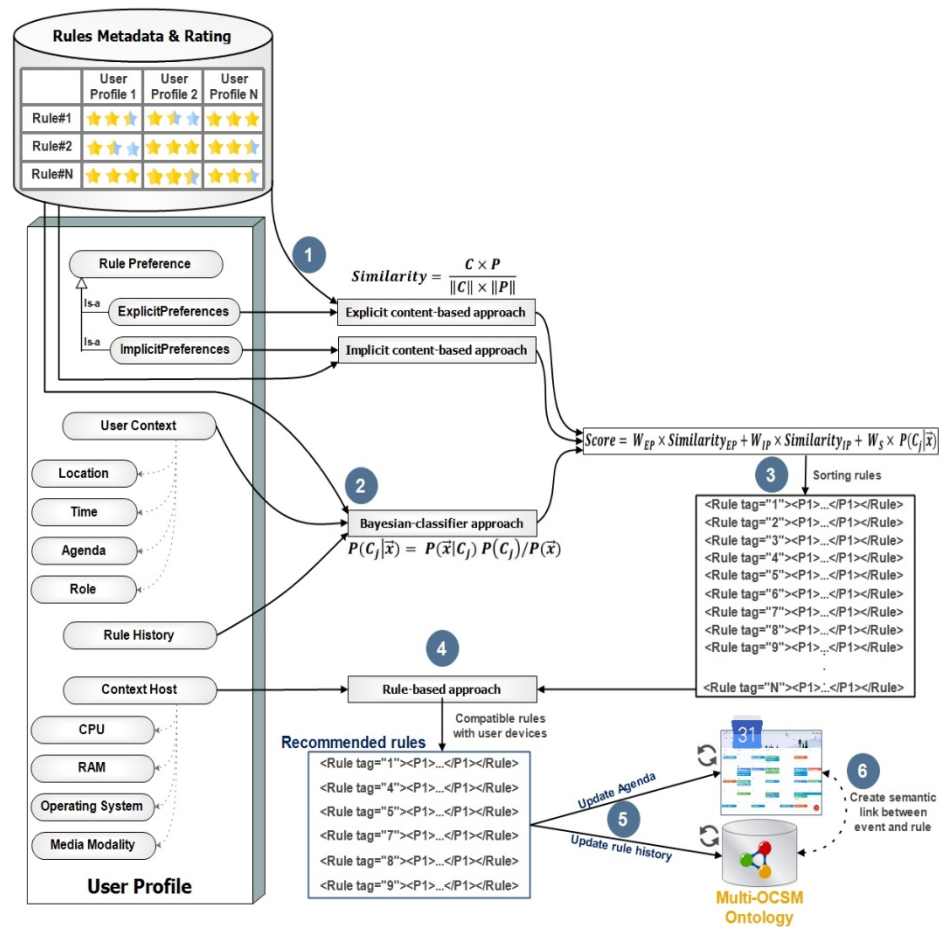 Rules Metadata & Rating
User Profile 1
User Profile 2
User Profile N
Rule#1
Rule#2
Rule#N
1
Rule Preference
Is-a
ExplicitPreferences
Is-a
ImplicitPreferences
Similarity = C × P / ‖C‖ × ‖P‖
Explicit content-based approach
Implicit content-based approach
User Context
Location
Time
Agenda
Role
Rule History
2
Bayesian-classifier approach
P(Cj|x⃗) = P(x⃗|Cj) P(Cj)/P(x⃗)
Score = WEP × SimilarityEP + WIP × SimilarityIP + WS × P(Cj|x⃗)
3
Sorting rules
<Rule tag="1"><P1>...</P1></Rule>
<Rule tag="2"><P1>...</P1></Rule>
<Rule tag="3"><P1>...</P1></Rule>
<Rule tag="4"><P1>...</P1></Rule>
<Rule tag="5"><P1>...</P1></Rule>
<Rule tag="6"><P1>...</P1></Rule>
<Rule tag="7"><P1>...</P1></Rule>
<Rule tag="8"><P1>...</P1></Rule>
<Rule tag="9"><P1>...</P1></Rule>
.
.
<Rule tag="N"><P1>...</P1></Rule>
Context Host
CPU
RAM
Operating System
Media Modality
User Profile
4
Rule-based approach
Compatible rules
with user devices
Recommended rules
<Rule tag="1"><P1>...</P1></Rule>
<Rule tag="4"><P1>...</P1></Rule>
<Rule tag="5"><P1>...</P1></Rule>
<Rule tag="7"><P1>...</P1></Rule>
<Rule tag="8"><P1>...</P1></Rule>
<Rule tag="9"><P1>...</P1></Rule>
Update Agenda
5
Update rule history
31
6
Create semantic
link between
event and rule
Multi-OCSM
Ontology